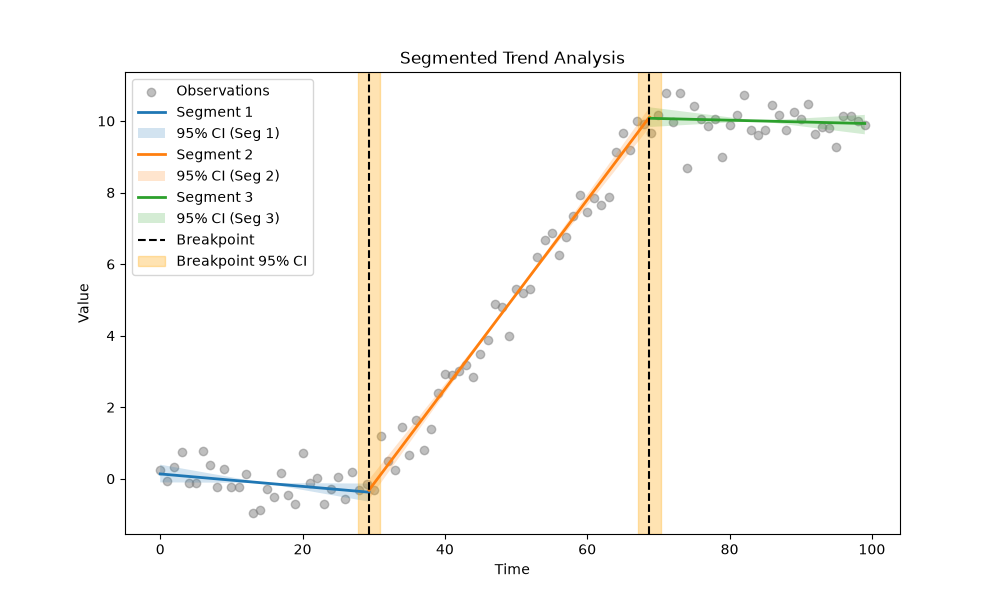 Segmented Trend Analysis
Observations
Segment 1
95% CI (Seg 1)
Segment 2
95% CI (Seg 2)
Segment 3
95% CI (Seg 3)
Breakpoint
Breakpoint 95% CI
Value
10
8
6
4
2
0
0 20 40 60 80 100
Time